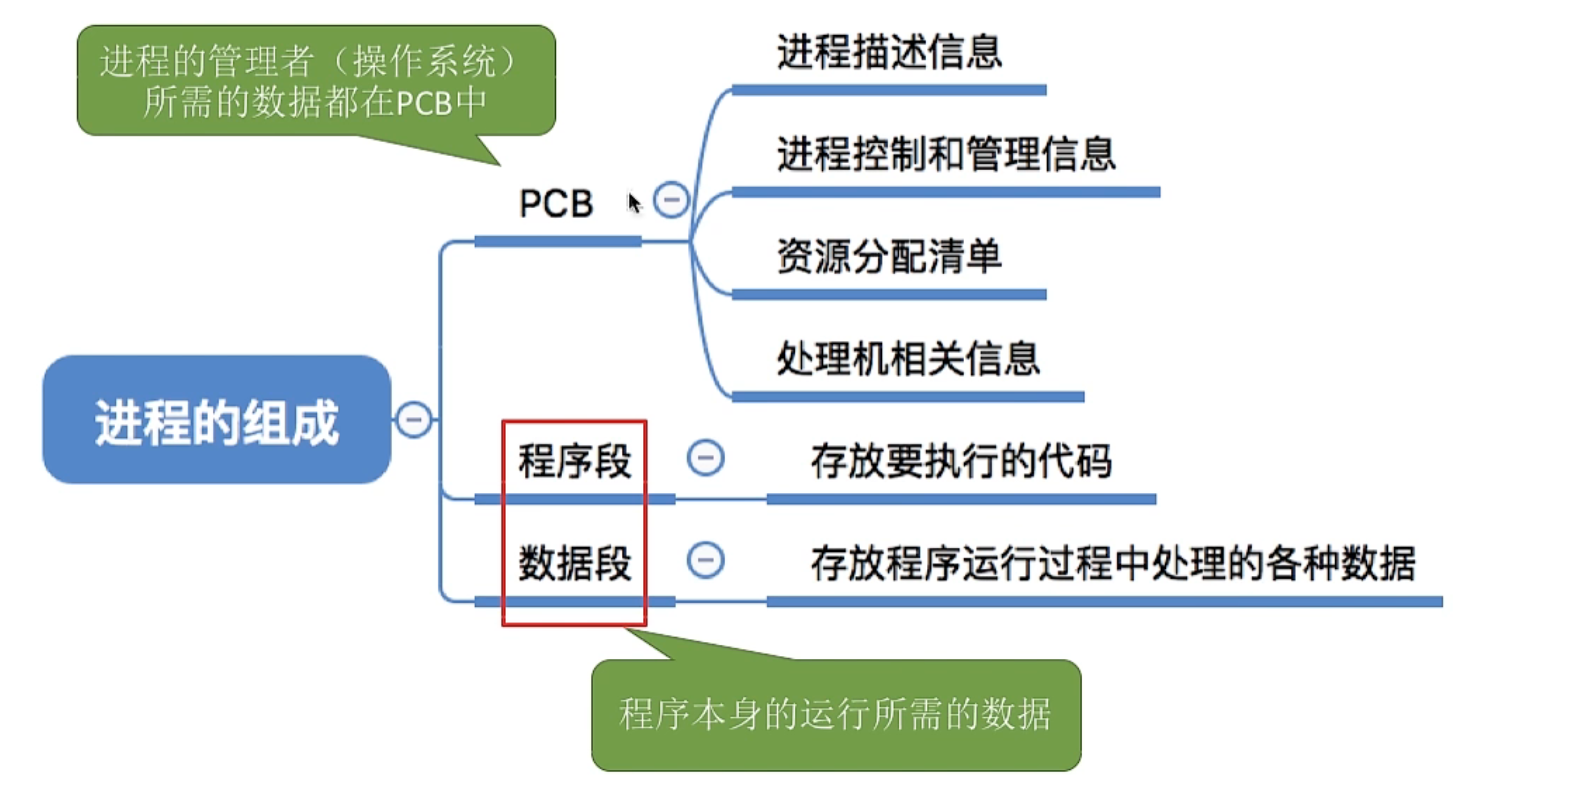 进程的管理者（操作系统）
所需的数据都在PCB中
进程描述信息
进程控制和管理信息
PCB
资源分配清单
处理机相关信息
进程的组成
程序段
存放要执行的代码
数据段
存放程序运行过程中处理的各种数据
程序本身的运行所需的数据